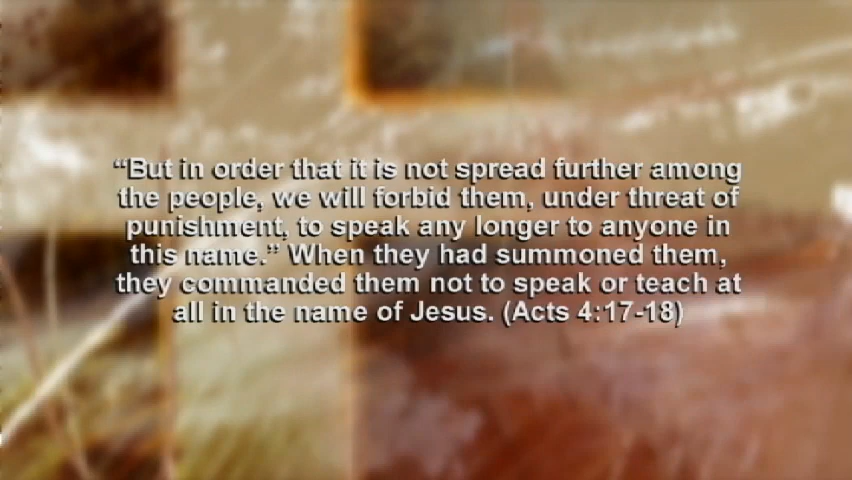 “But in order that it is not spread further among
the people, we will forbid them, under threat of
punishment, to speak any longer to anyone in
this name.” When they had summoned them,
they commanded them not to speak or teach at
all in the name of Jesus. (Acts 4:17-18)